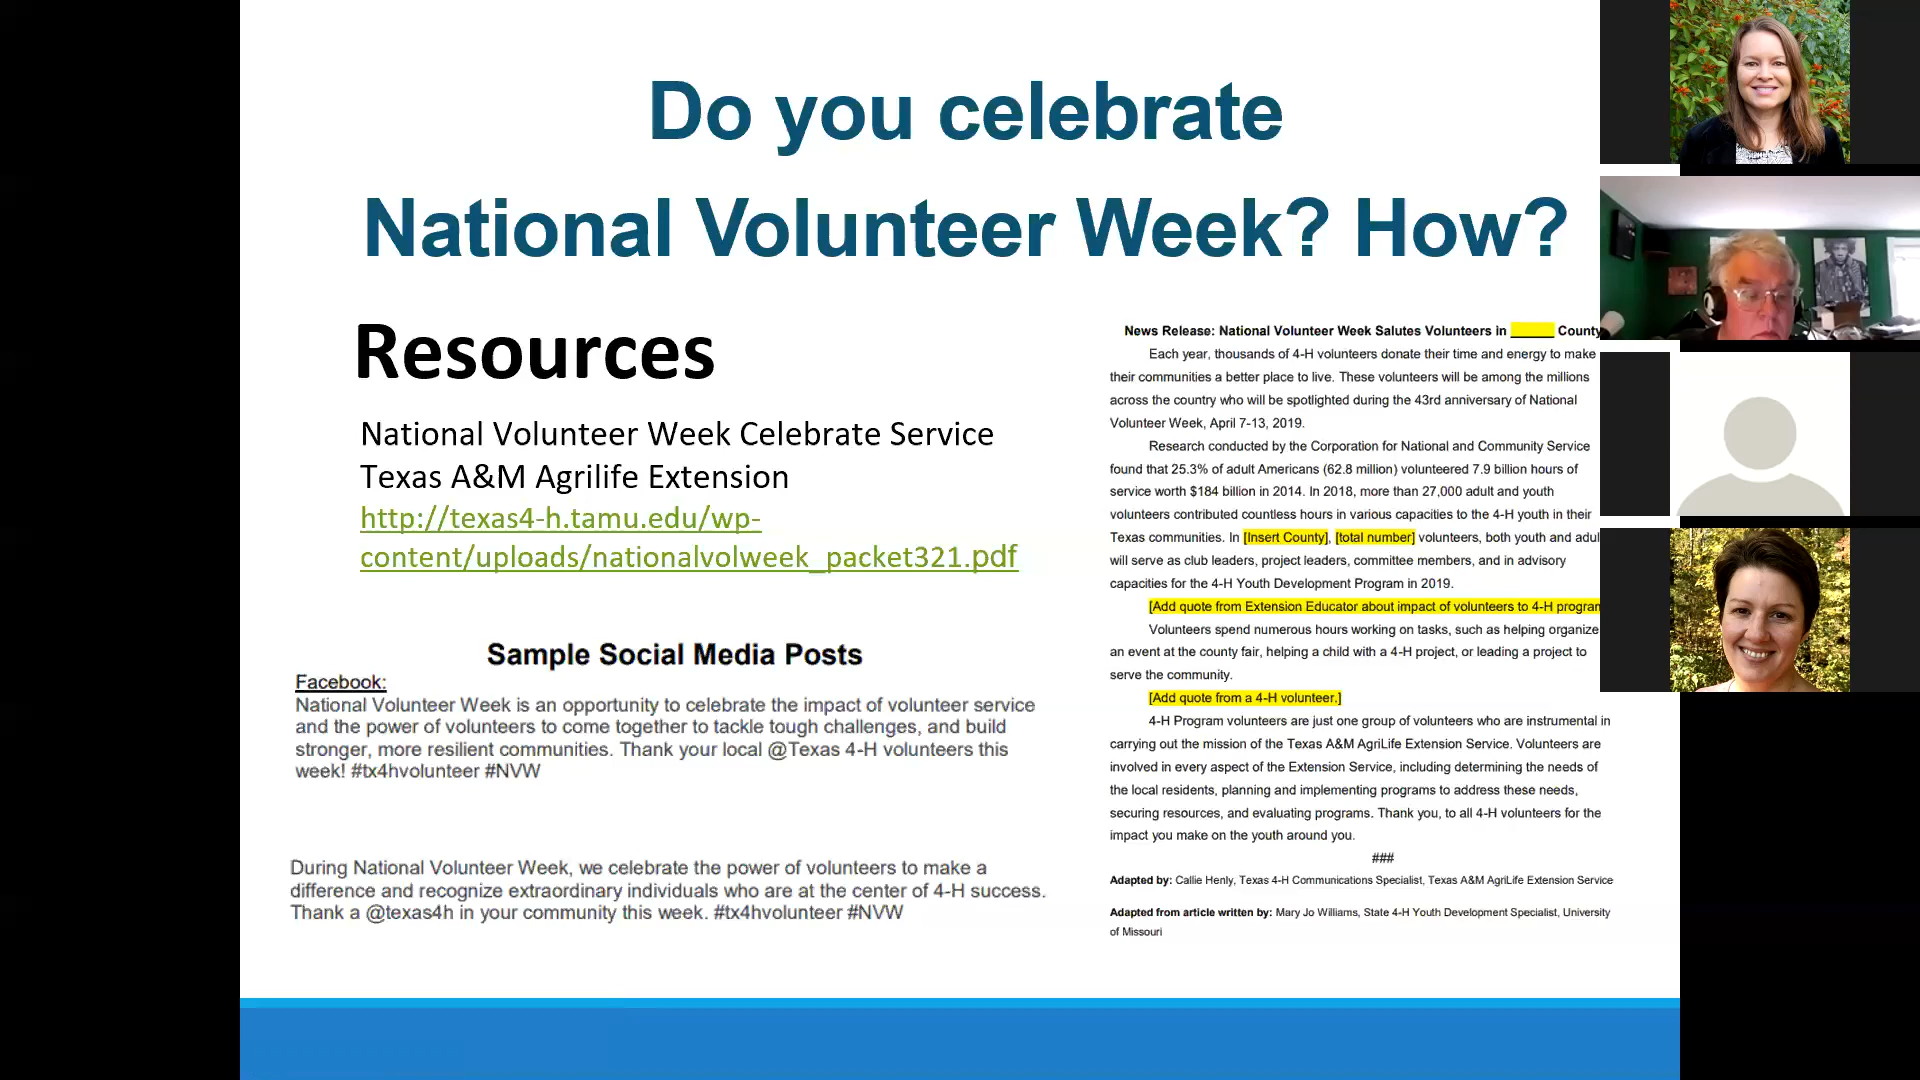 Do you celebrate
National Volunteer Week? How?
Resources
National Volunteer Week Celebrate Service
Texas A&M Agrilife Extension
http://texas4-h.tamu.edu/wp-
content/uploads/nationalvolweek_packet321.pdf
Sample Social Media Posts
Facebook:
National Volunteer Week is an opportunity to celebrate the impact of volunteer service
and the power of volunteers to come together to tackle tough challenges, and build
stronger, more resilient communities. Thank your local @Texas 4-H volunteers this
week! #tx4hvolunteer #NVW
During National Volunteer Week, we celebrate the power of volunteers to make a
difference and recognize extraordinary individuals who are at the center of 4-H success.
Thank a @texas4h in your community this week. #tx4hvolunteer #NVW
News Release: National Volunteer Week Salutes Volunteers in ______ County
Each year, thousands of 4-H volunteers donate their time and energy to make
their communities a better place to live. These volunteers will be among the millions
across the country who will be spotlighted during the 43rd anniversary of National
Volunteer Week, April 7-13, 2019.
Research conducted by the Corporation for National and Community Service
found that 25.3% of adult Americans (62.8 million) volunteered 7.9 billion hours of
service worth $184 billion in 2014. In 2018, more than 27,000 adult and youth
volunteers contributed countless hours in various capacities to the 4-H youth in their
Texas communities. In [Insert County], [total number] volunteers, both youth and adul
will serve as club leaders, project leaders, committee members, and in advisory
capacities for the 4-H Youth Development Program in 2019.
[Add quote from Extension Educator about impact of volunteers to 4-H program
Volunteers spend numerous hours working on tasks, such as helping organize
an event at the county fair, helping a child with a 4-H project, or leading a project to
serve the community.
[Add quote from a 4-H volunteer.]
4-H Program volunteers are just one group of volunteers who are instrumental in
carrying out the mission of the Texas A&M AgriLife Extension Service. Volunteers are
involved in every aspect of the Extension Service, including determining the needs of
the local residents, planning and implementing programs to address these needs,
securing resources, and evaluating programs. Thank you, to all 4-H volunteers for the
impact you make on the youth around you.
###
Adapted by: Callie Henly, Texas 4-H Communications Specialist, Texas A&M AgriLife Extension Service
Adapted from article written by: Mary Jo Williams, State 4-H Youth Development Specialist, University
of Missouri